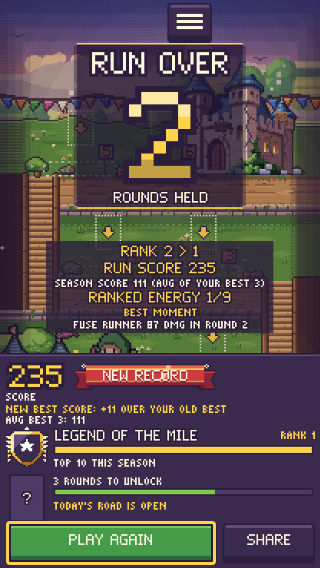 RUN OVER
2
ROUNDS HELD
RANK 2 > 1
RUN SCORE 235
SEASON SCORE 111 (AVG OF YOUR BEST 3)
RANKED ENERGY 1/9
BEST MOMENT
FUSE RUNNER 87 DMG IN ROUND 2
235
NEW RECORD
SCORE
NEW BEST SCORE: +11 OVER YOUR OLD BEST
AVG BEST 3: 111
LEGEND OF THE MILE
RANK 1
TOP 10 THIS SEASON
3 ROUNDS TO UNLOCK
?
TODAY'S ROAD IS OPEN
PLAY AGAIN
SHARE